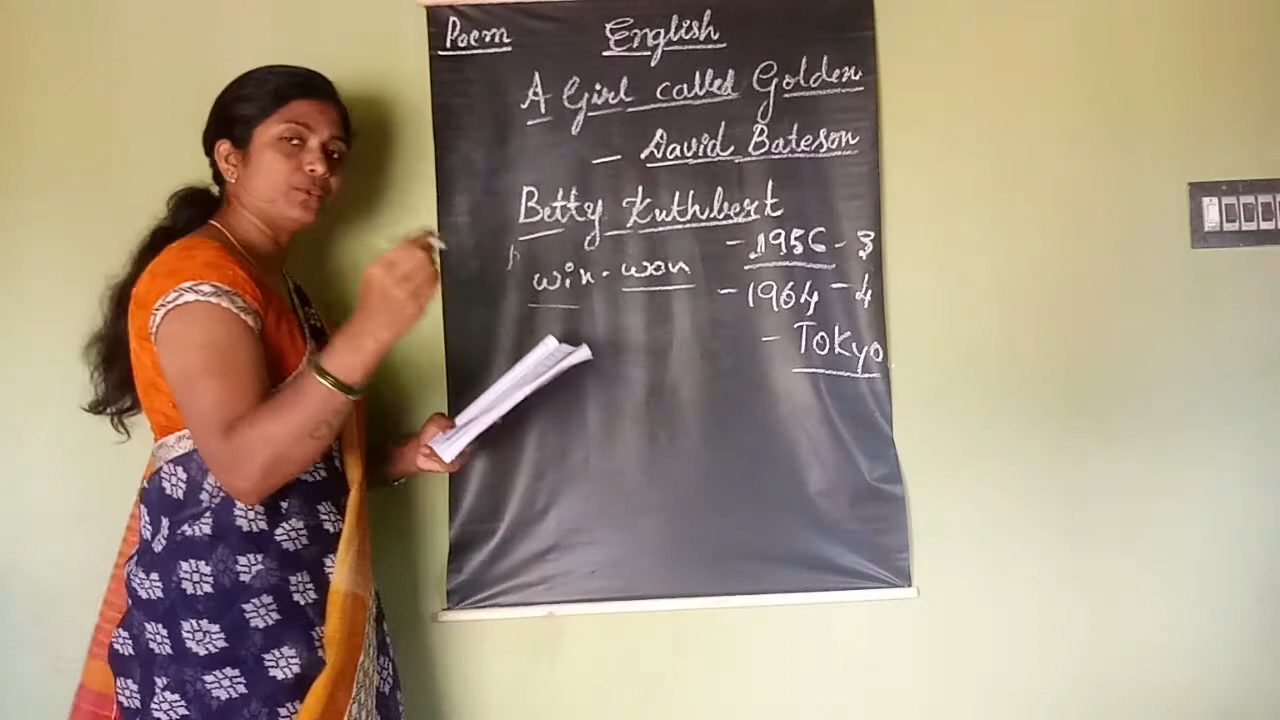 Poem English
A Girl called Golden
- David Bateson
Betty Kuthbert
- 1956 - 3
win - won
- 1964 - 4
- Tokyo